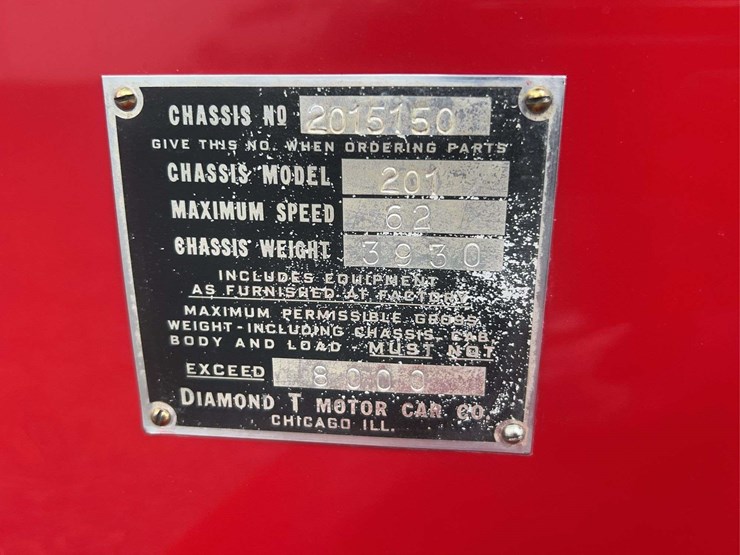 CHASSIS NO 2015150
GIVE THIS NO. WHEN ORDERING PARTS
CHASSIS MODEL 201
MAXIMUM SPEED 62
CHASSIS WEIGHT 3930
INCLUDES EQUIPMENT
AS FURNISHED AT FACTORY
MAXIMUM PERMISSIBLE GROSS
WEIGHT-INCLUDING CHASSIS, CAB,
BODY AND LOAD MUST NOT
EXCEED 8000
DIAMOND T MOTOR CAR CO.
CHICAGO ILL.